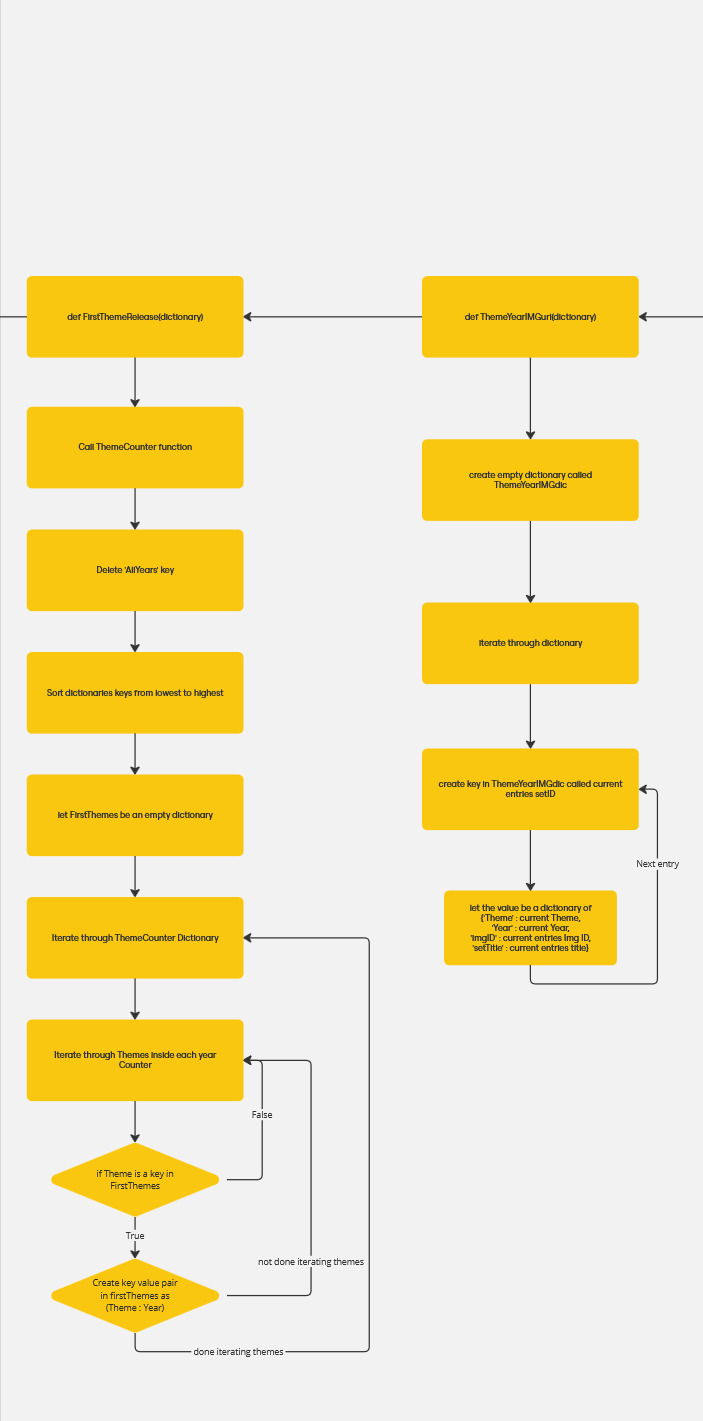 def FirstThemeRelease(dictionary)
Call ThemeCounter function
Delete 'AllYears' key
Sort dictionaries keys from lowest to highest
let FirstThemes be an empty dictionary
Iterate through ThemeCounter Dictionary
Iterate through Themes inside each year
Counter
False
if Theme is a key in
FirstThemes
True
not done iterating themes
Create key value pair
in firstThemes as
(Theme : Year)
done iterating themes
def ThemeYearIMGurl(dictionary)
create empty dictionary called
ThemeYearIMGdic
iterate through dictionary
create key in ThemeYearIMGdic called current
entries setID
Next entry
let the value be a dictionary of
{'Theme' : current Theme,
'Year' : current Year,
'imgID' : current entries Img ID,
'setTitle' : current entries title}